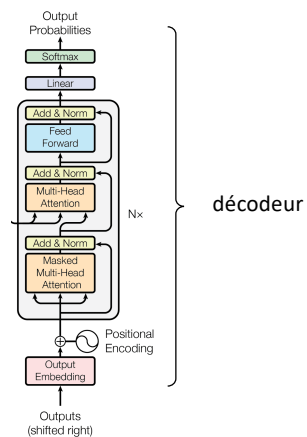 Output
Probabilities
Softmax
Linear
Add & Norm
Feed
Forward
Add & Norm
Multi-Head
Attention
N×
décodeur
Add & Norm
Masked
Multi-Head
Attention
Positional
Encoding
Output
Embedding
Outputs
(shifted right)